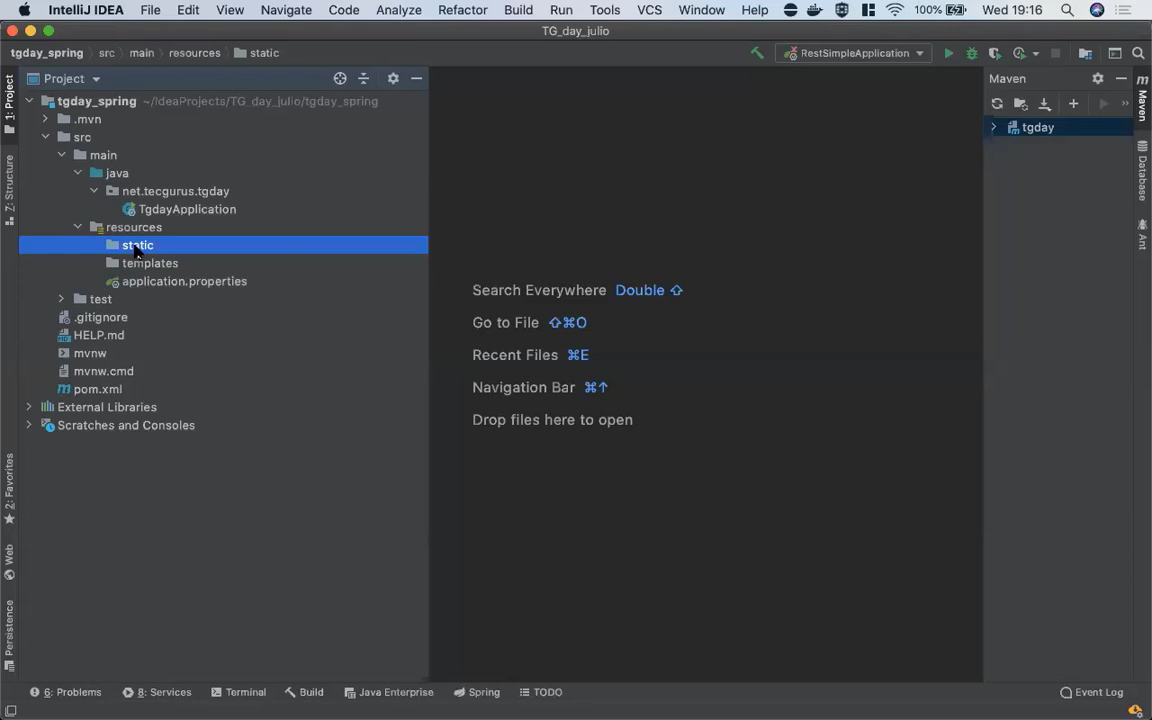 IntelliJ IDEA File Edit View Navigate Code Analyze Refactor Build Run Tools VCS Window Help 100% Wed 19:16
TG_day_julio
tgday_spring src main resources static RestSimpleApplication
Project Maven
tgday_spring ~/IdeaProjects/TG_day_julio/tgday_spring
.mvn
tgday
src
main
java
net.tecgurus.tgday
TgdayApplication
resources
static
templates
application.properties
test
.gitignore
HELP.md
mvnw
mvnw.cmd
pom.xml
External Libraries
Scratches and Consoles
Search Everywhere Double ⇧
Go to File ⇧⌘O
Recent Files ⌘E
Navigation Bar ⌘↑
Drop files here to open
1: Project
7: Structure
2: Favorites
Web
Persistence
Maven
Database
Ant
6: Problems 8: Services Terminal Build Java Enterprise Spring TODO Event Log